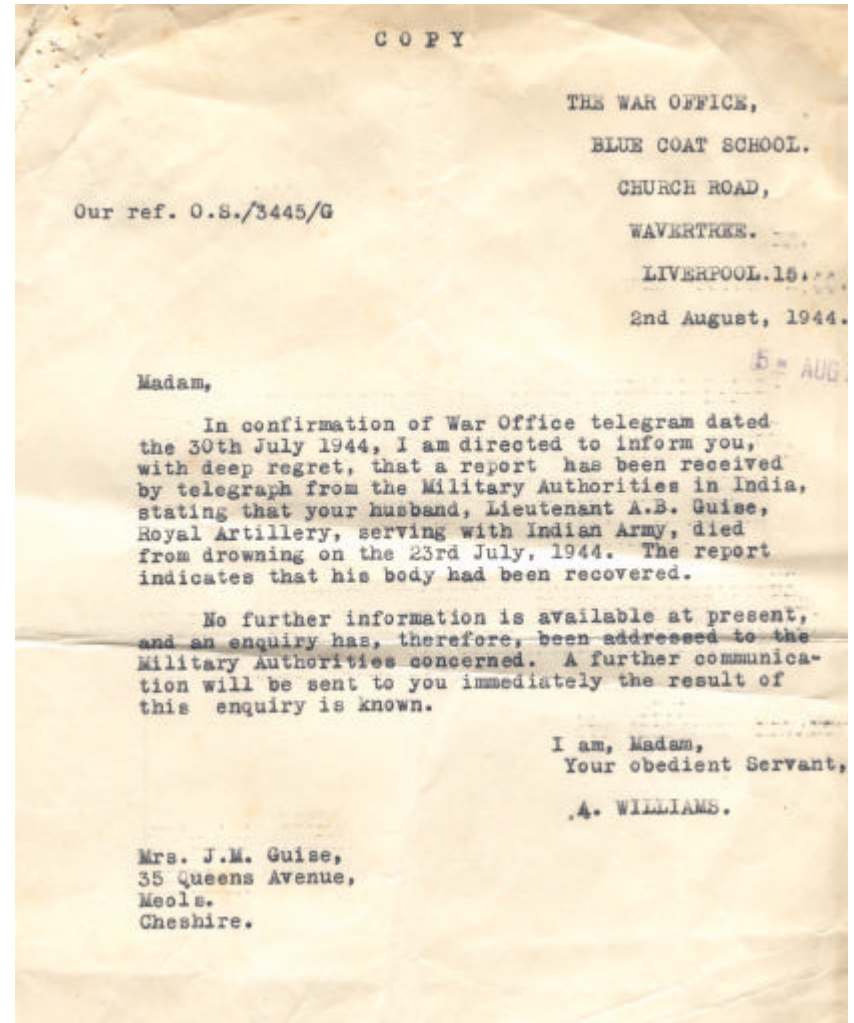 COPY
THE WAR OFFICE,
BLUE COAT SCHOOL.
CHURCH ROAD,
Our ref. O.S./3445/G
WAVERTREE.
LIVERPOOL.15.
2nd August, 1944.
5 - AUG
Madam,
In confirmation of War Office telegram dated
the 30th July 1944, I am directed to inform you,
with deep regret, that a report has been received
by telegraph from the Military Authorities in India,
stating that your husband, Lieutenant A.B. Guise,
Royal Artillery, serving with Indian Army, died
from drowning on the 23rd July, 1944. The report
indicates that his body had been recovered.
No further information is available at present,
and an enquiry has, therefore, been addressed to the
Military Authorities concerned. A further communica-
tion will be sent to you immediately the result of
this enquiry is known.
I am, Madam,
Your obedient Servant,
A. WILLIAMS.
Mrs. J.M. Guise,
35 Queens Avenue,
Meols.
Cheshire.